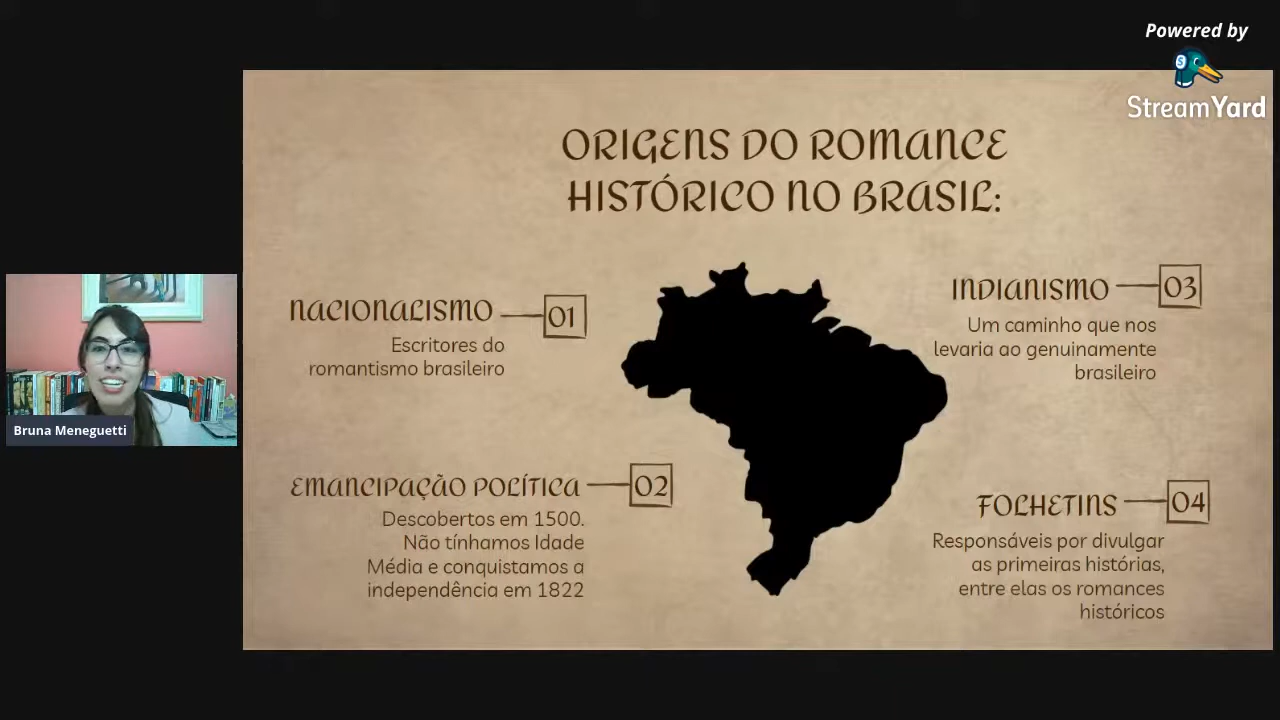 Powered by
StreamYard
ORIGENS DO ROMANCE
HISTÓRICO NO BRASIL:
NACIONALISMO
01
Escritores do
romantismo brasileiro
EMANCIPAÇÃO POLÍTICA
02
Descobertos em 1500.
Não tínhamos Idade
Média e conquistamos a
independência em 1822
INDIANISMO
03
Um caminho que nos
levaria ao genuinamente
brasileiro
FOLHETINS
04
Responsáveis por divulgar
as primeiras histórias,
entre elas os romances
históricos
Bruna Meneguetti